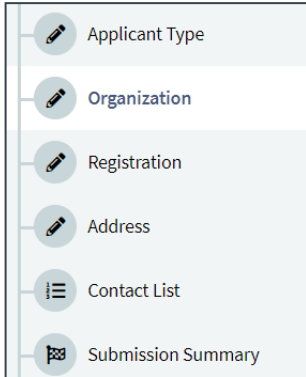 Applicant Type
Organization
Registration
Address
Contact List
Submission Summary